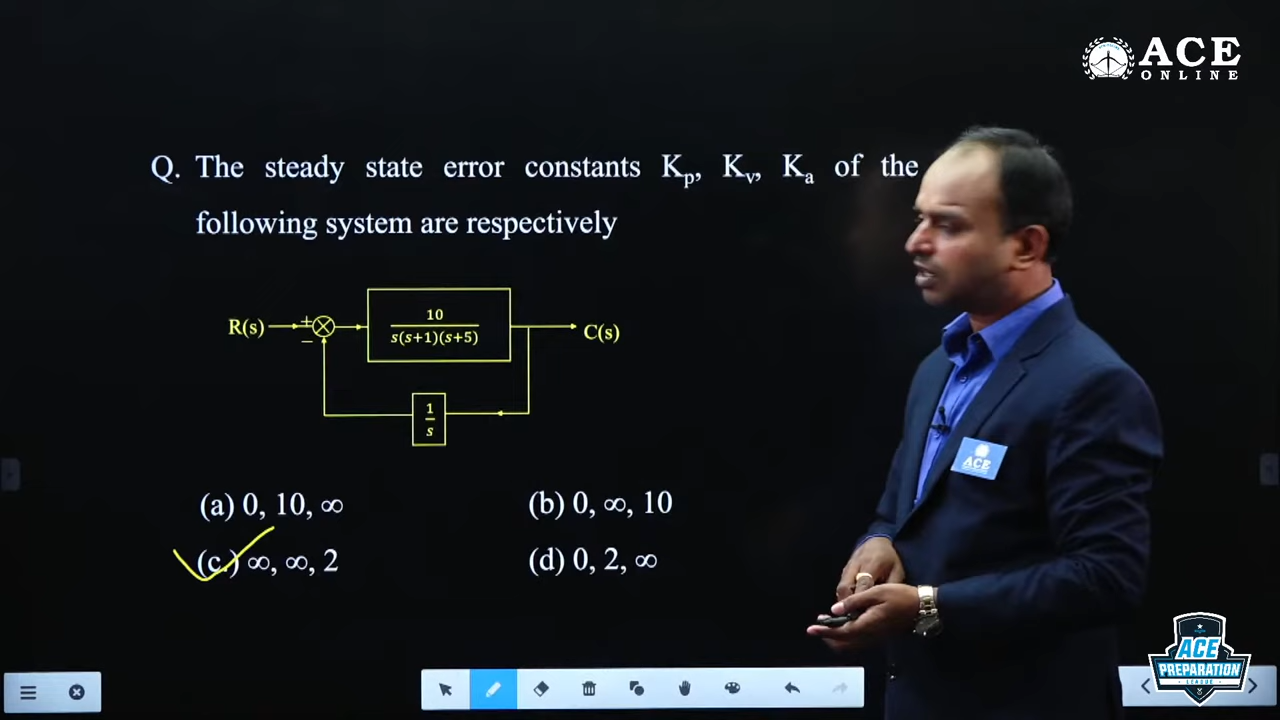 ACE
ONLINE
Q. The steady state error constants Kp, Kv, Ka of the
following system are respectively
R(s)
+
−
10
s(s+1)(s+5)
C(s)
1
s
(a) 0, 10, ∞
(b) 0, ∞, 10
(c.) ∞, ∞, 2
(d) 0, 2, ∞
ACE
ACE
PREPARATION
LEAGUE